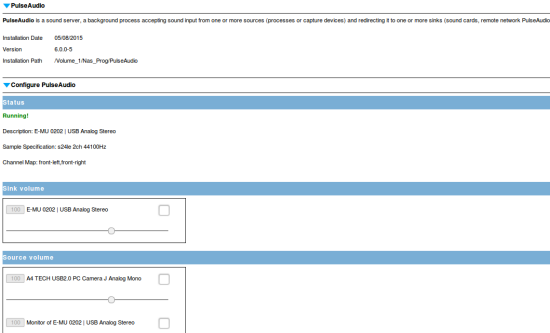 PulseAudio
PulseAudio is a sound server, a background process accepting sound input from one or more sources (processes or capture devices) and redirecting it to one or more sinks (sound cards, remote network PulseAudio
Installation Date 05/08/2015
Version 6.0.0-5
Installation Path /Volume_1/Nas_Prog/PulseAudio
Configure PulseAudio
Status
Running!
Description: E-MU 0202 | USB Analog Stereo
Sample Specification: s24le 2ch 44100Hz
Channel Map: front-left,front-right
Sink volume
100 E-MU 0202 | USB Analog Stereo
Source volume
100 A4 TECH USB2.0 PC Camera J Analog Mono
100 Monitor of E-MU 0202 | USB Analog Stereo